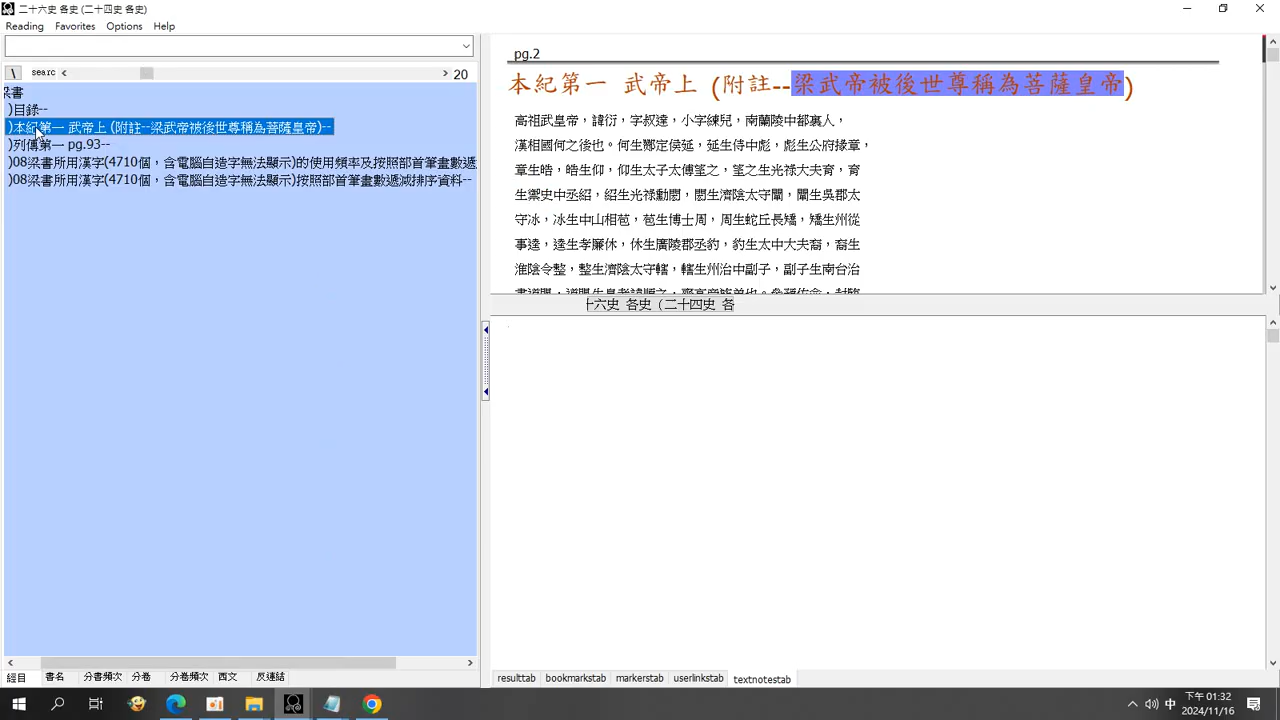 二十六史 各史 (二十四史 各史)
Reading Favorites Options Help
\ searc < > 20
梁書
)目錄--
)本紀第一 武帝上 (附註--梁武帝被後世尊稱為菩薩皇帝)--
)列傳第一 pg.93--
)08梁書所用漢字(4710個，含電腦自造字無法顯示)的使用頻率及按照部首筆畫數遞
)08梁書所用漢字(4710個，含電腦自造字無法顯示)按照部首筆畫數遞減排序資料--
經目 書名 分書頻次 分卷 分卷頻次 西文 反連結
pg.2
本紀第一 武帝上 (附註--梁武帝被後世尊稱為菩薩皇帝)
高祖武皇帝，諱衍，字叔達，小字練兒，南蘭陵中都裏人，
漢相國何之後也。何生酇定侯延，延生侍中彪，彪生公府掾章，
章生皓，皓生仰，仰生太子太傅望之，望之生光祿大夫育，育
生禦史中丞紹，紹生光祿勳閎，閎生濟陰太守闡，闡生吳郡太
守冰，冰生中山相苞，苞生博士周，周生蛇丘長矯，矯生州從
事逵，逵生孝廉休，休生廣陵郡丞豹，豹生太中大夫裔，裔生
淮陰令整，整生濟陰太守轄，轄生州治中副子，副子生南台治
十六史 各史 (二十四史 各
resulttab bookmarkstab markerstab userlinkstab textnotestab
中
下午 01:32
2024/11/16